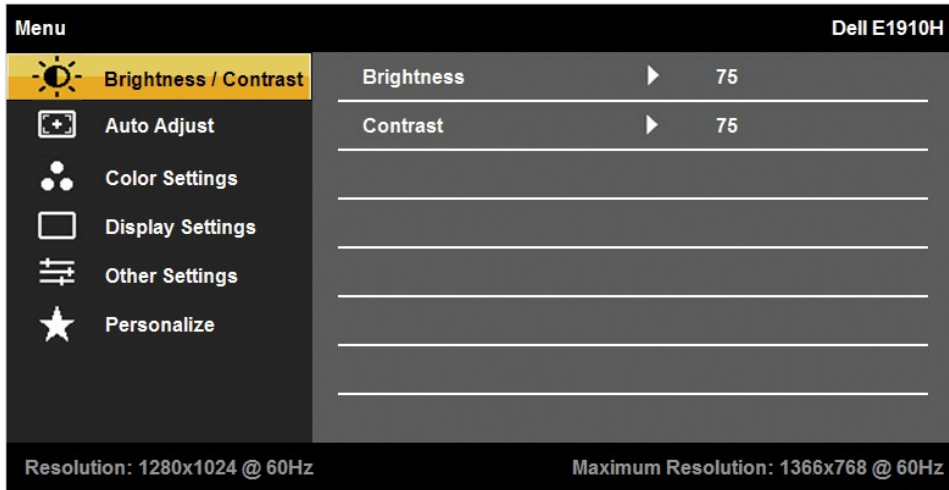 Menu Dell E1910H
Brightness / Contrast Brightness 75
Auto Adjust Contrast 75
Color Settings
Display Settings
Other Settings
Personalize
Resolution: 1280x1024 @ 60Hz Maximum Resolution: 1366x768 @ 60Hz